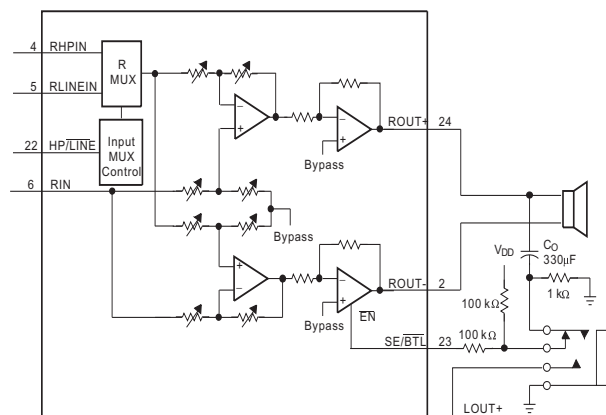 4 RHPIN
R
MUX
5 RLINEIN
22 HP/LINE
Input
MUX
Control
6 RIN
−
+
−
+
Bypass
ROUT+ 24
Bypass
+
−
−
+
Bypass
EN
ROUT- 2
SE/BTL 23
VDD
CO
330µF
1 kΩ
100 kΩ
100 kΩ
LOUT+